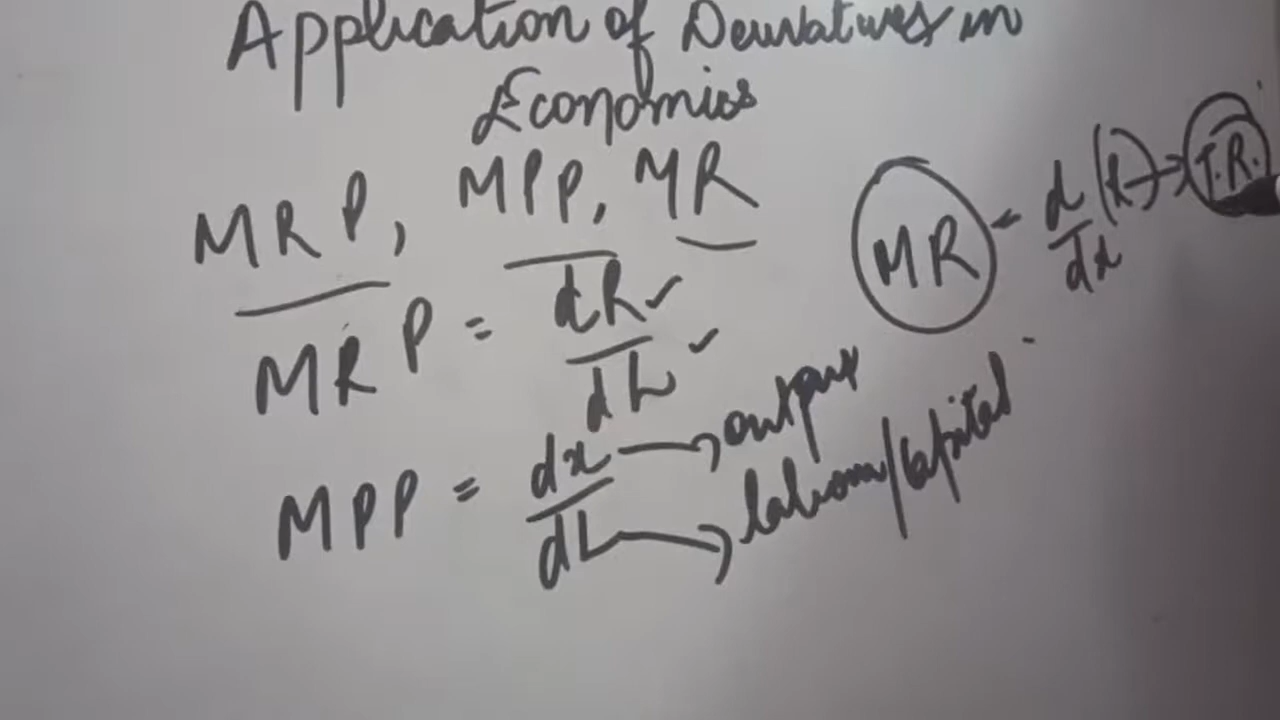 Application of Derivatives in
Economics
MRP, MPP, MR
MR = d/dx (R) → T.R.
MRP = dR/dL
MPP = dx/dL
→ output
→ labour/capital